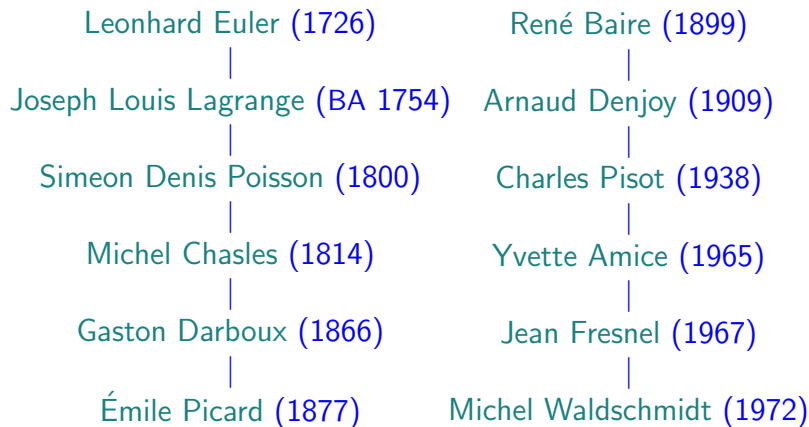 Leonhard Euler (1726)
Joseph Louis Lagrange (BA 1754)
Simeon Denis Poisson (1800)
Michel Chasles (1814)
Gaston Darboux (1866)
Émile Picard (1877)
René Baire (1899)
Arnaud Denjoy (1909)
Charles Pisot (1938)
Yvette Amice (1965)
Jean Fresnel (1967)
Michel Waldschmidt (1972)